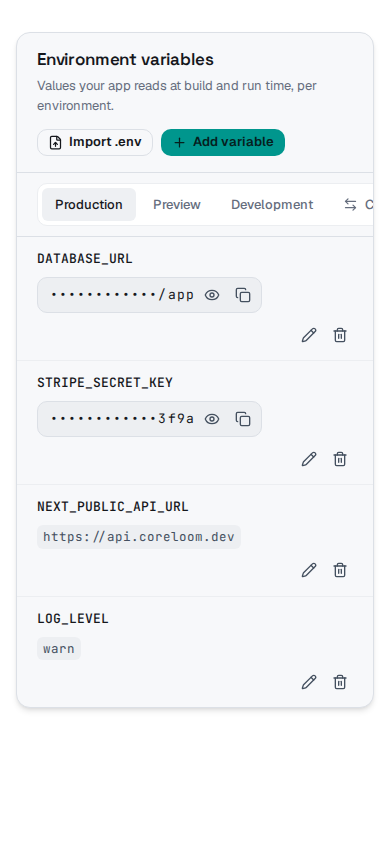 Environment variables
Values your app reads at build and run time, per
environment.
Import .env
Add variable
Production
Preview
Development
DATABASE_URL
••••••••••••/app
STRIPE_SECRET_KEY
••••••••••••3f9a
NEXT_PUBLIC_API_URL
https://api.coreloom.dev
LOG_LEVEL
warn